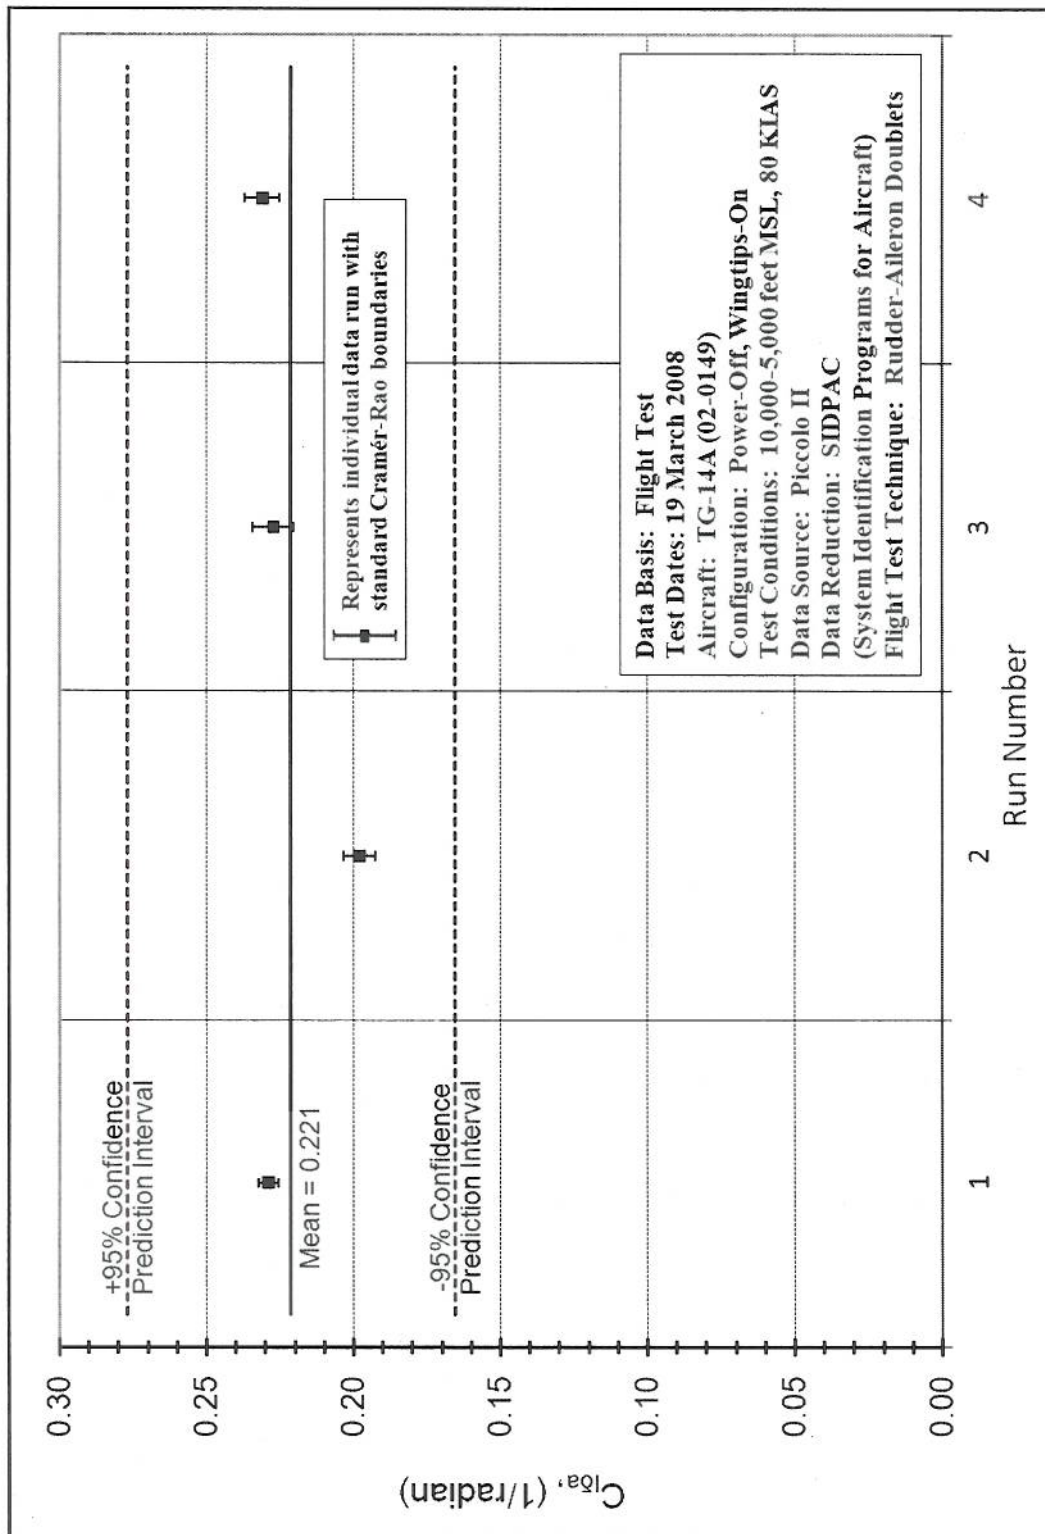 0.30
0.25
0.20
0.15
0.10
0.05
0.00
Clδa, (1/radian)
+95% Confidence
Prediction Interval
Mean = 0.221
-95% Confidence
Prediction Interval
Represents individual data run with
standard Cramér-Rao boundaries
Data Basis: Flight Test
Test Dates: 19 March 2008
Aircraft: TG-14A (02-0149)
Configuration: Power-Off, Wingtips-On
Test Conditions: 10,000-5,000 feet MSL, 80 KIAS
Data Source: Piccolo II
Data Reduction: SIDPAC
(System Identification Programs for Aircraft)
Flight Test Technique: Rudder-Aileron Doublets
1
2
3
4
Run Number